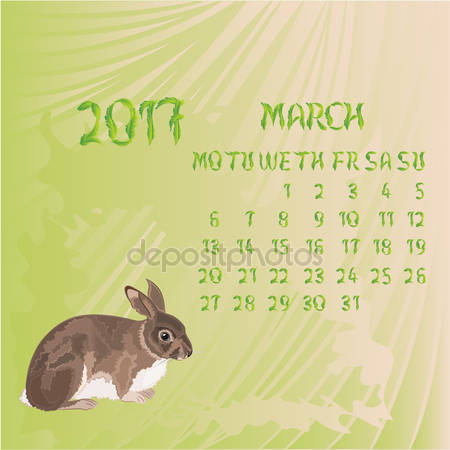 2017 MARCH
MO TU WE TH FR SA SU
1 2 3 4 5
6 7 8 9 10 11 12
13 14 15 16 17 18 19
depositphotos
20 21 22 23 24 25 26
27 28 29 30 31